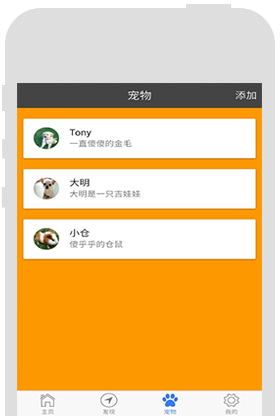 宠物 添加
Tony
一直傻傻的金毛
大明
大明是一只吉娃娃
小仓
傻乎乎的仓鼠
主页 发现 宠物 我的